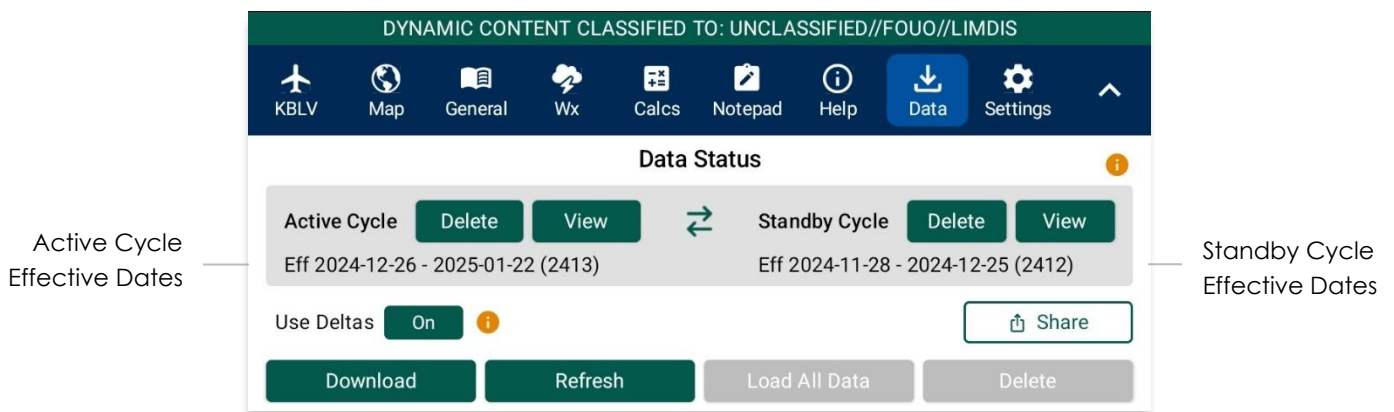 DYNAMIC CONTENT CLASSIFIED TO: UNCLASSIFIED//FOUO//LIMDIS
KBLV Map General Wx Calcs Notepad Help Data Settings
Data Status
Active Cycle Delete View Standby Cycle Delete View
Eff 2024-12-26 - 2025-01-22 (2413) Eff 2024-11-28 - 2024-12-25 (2412)
Active Cycle
Effective Dates
Standby Cycle
Effective Dates
Use Deltas On Share
Download Refresh Load All Data Delete